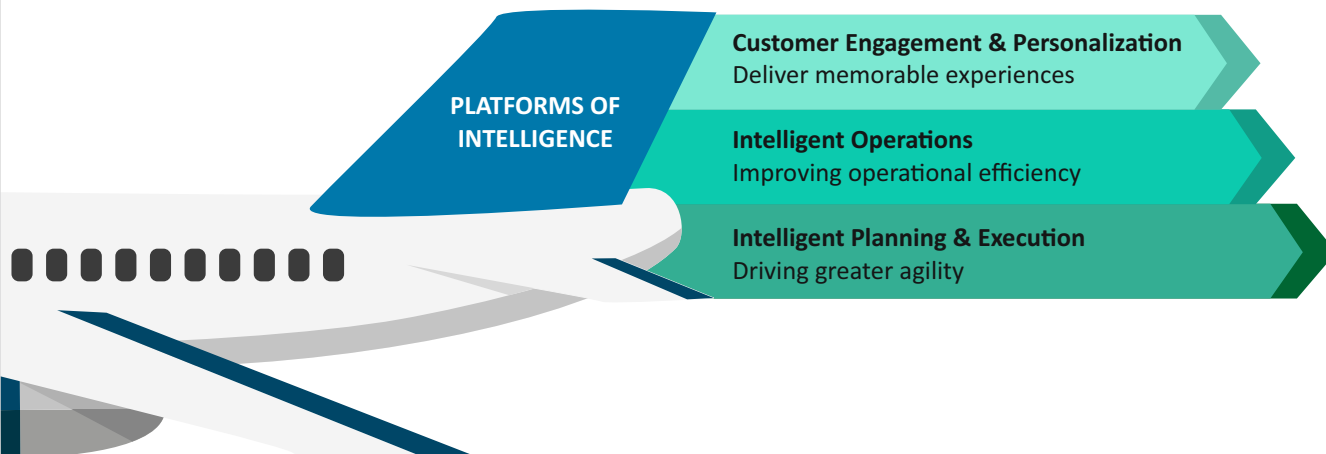 PLATFORMS OF
INTELLIGENCE
Customer Engagement & Personalization
Deliver memorable experiences
Intelligent Operations
Improving operational efficiency
Intelligent Planning & Execution
Driving greater agility